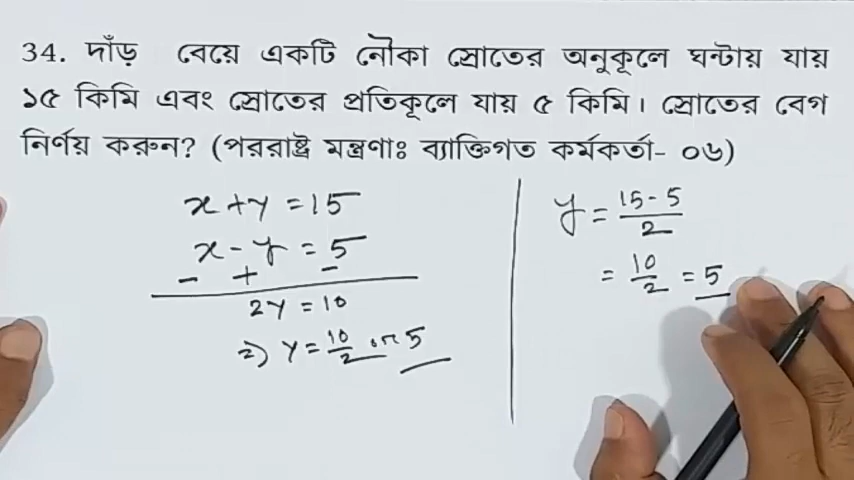 34. দাঁড় বেয়ে একটি নৌকা স্রোতের অনুকূলে ঘন্টায় যায়
১৫ কিমি এবং স্রোতের প্রতিকূলে যায় ৫ কিমি। স্রোতের বেগ
নির্ণয় করুন? (পররাষ্ট্র মন্ত্রণাঃ ব্যাক্তিগত কর্মকর্তা- ০৬)
x + y = 15
x - y = 5
- + -
2y = 10
=) y = 10/2 or 5
y = 15-5/2
= 10/2 = 5